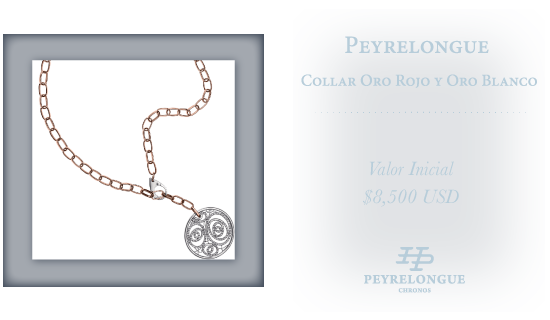 Peyrelongue
Collar Oro Rojo y Oro Blanco
Valor Inicial
$8,500 USD
PEYRELONGUE
CHRONOS